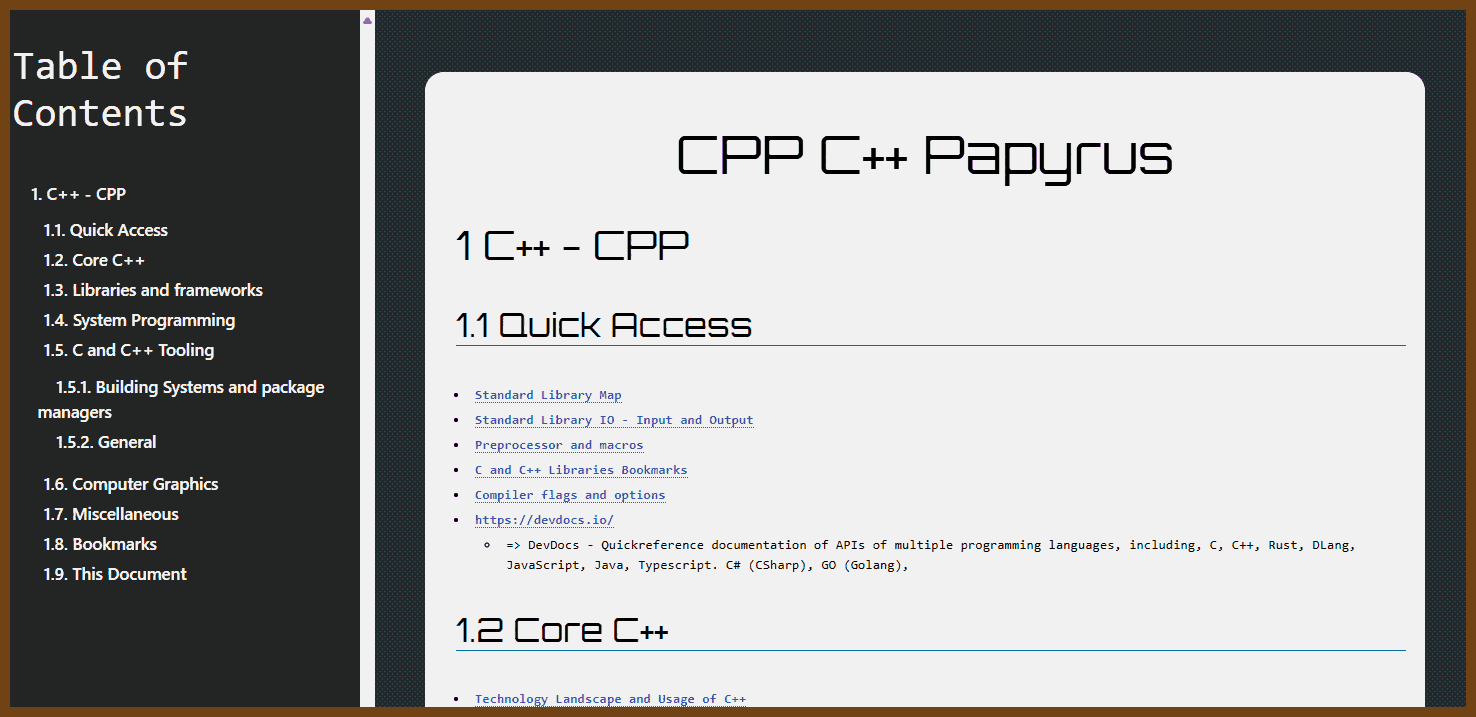 Table of
Contents
1. C++ - CPP
1.1. Quick Access
1.2. Core C++
1.3. Libraries and frameworks
1.4. System Programming
1.5. C and C++ Tooling
1.5.1. Building Systems and package
managers
1.5.2. General
1.6. Computer Graphics
1.7. Miscellaneous
1.8. Bookmarks
1.9. This Document
CPP C++ Papyrus
1 C++ - CPP
1.1 Quick Access
Standard Library Map
Standard Library IO - Input and Output
Preprocessor and macros
C and C++ Libraries Bookmarks
Compiler flags and options
https://devdocs.io/
=> DevDocs - Quickreference documentation of APIs of multiple programming languages, including, C, C++, Rust, DLang,
JavaScript, Java, Typescript. C# (CSharp), GO (Golang),
1.2 Core C++
Technology Landscape and Usage of C++